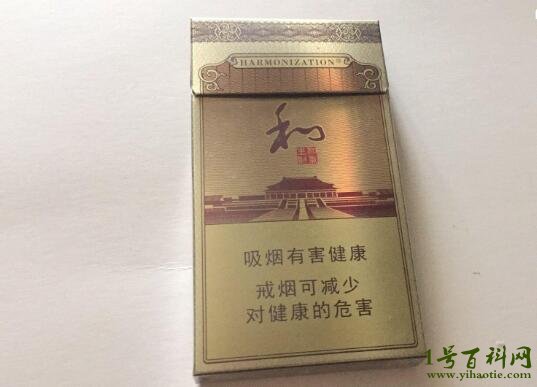 HARMONIZATION
和
吸烟有害健康
戒烟可减少
对健康的危害
1号百科网
www.yihaotie.com